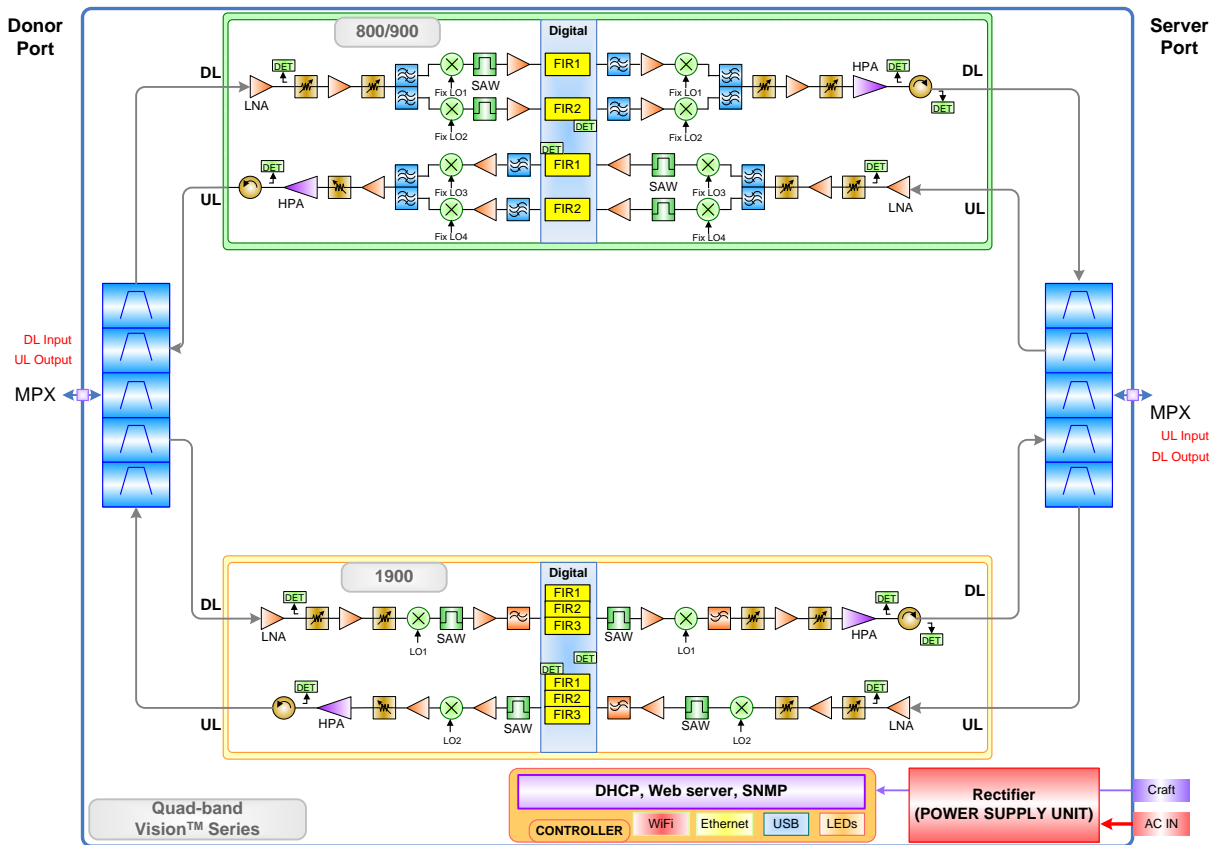 Donor
Port
Server
Port
800/900
Digital
DL
DET
LNA
Fix LO1
SAW
FIR1
Fix LO1
HPA
DET
DL
DET
Fix LO2
FIR2
DET
Fix LO2
DET
UL
HPA
Fix LO3
DET
FIR1
SAW
Fix LO3
DET
LNA
UL
Fix LO4
FIR2
Fix LO4
DL Input
UL Output
MPX
MPX
UL Input
DL Output
1900
Digital
DL
DET
LNA
LO1
SAW
FIR1
FIR2
FIR3
SAW
LO1
HPA
DET
DL
DET
DET
DET
UL
DET
HPA
LO2
SAW
FIR1
FIR2
FIR3
SAW
LO2
DET
LNA
UL
Quad-band
Vision™ Series
DHCP, Web server, SNMP
CONTROLLER
WiFi
Ethernet
USB
LEDs
Rectifier
(POWER SUPPLY UNIT)
Craft
AC IN